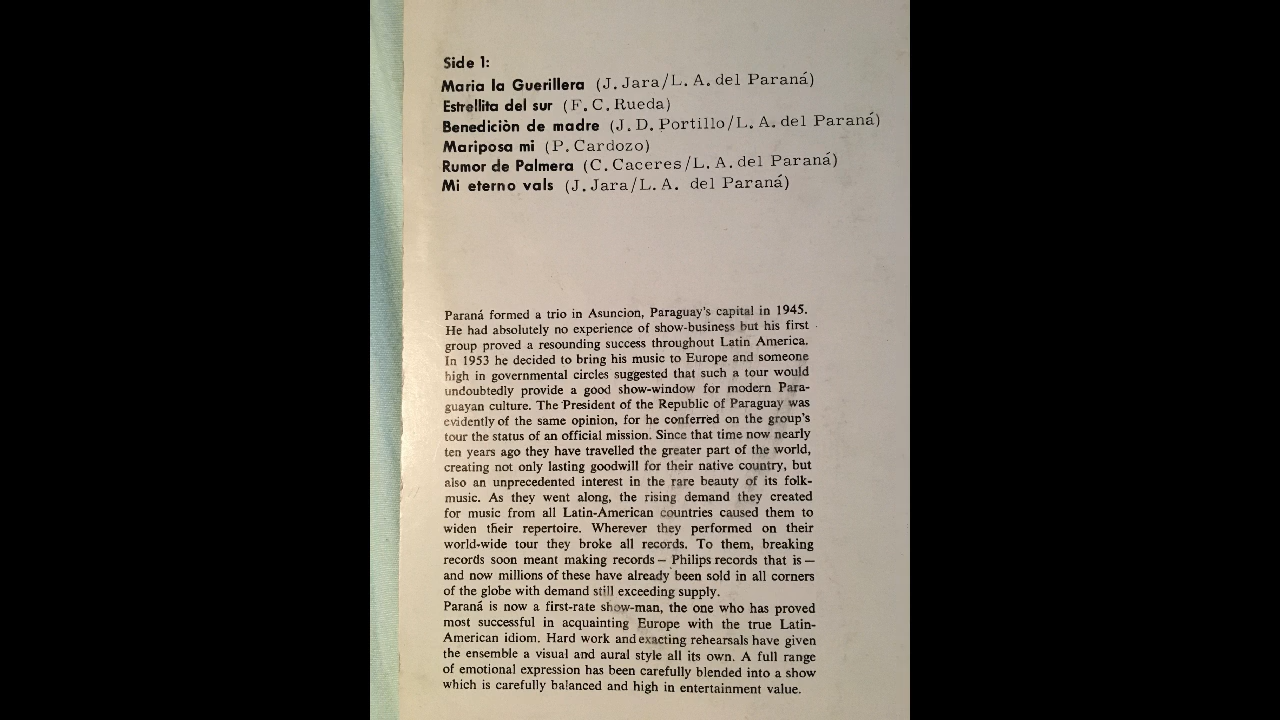 Side 1:
Maria la Guerillera (J. Jara/L. A. del Paraná)
Estrellita del sur (F. C. Rueda)
Benediciòn de madre (J. D. Portillo/L. A. del Paraná)
Mariposa mi (P. Cardozo
de Palmera (C. C. /L. A. del Paraná)
Mi eterno (J. Jara/ del Paraná)
Paraná formed his Asuncion, Paraguay's capital in 1943.
He had absolutely no experience of show-business but his first
group proved a resounding success throughout Latin America.
In 1953 he decided to bring his music to Europe and someone
high in government circles suggested that such a tour would
undoubtedly provide a good show-window for modern Para-
guayan culture. The President of the Republic of Paraguay was
evidently of the same opinion, for he conferred on the group's
tour the status of an official mission. Since that time now nearly
ten years ago they have travelled the greater part of the world,
creating not only lasting goodwill for their native country, but
also an unprecedented interest in the rare beauty of its folk
music. As they went along, the rising demand they created
for music from all Latin-American countries caused them to
widen their repertoire. Wherever they performed on their
world-wide tours they broke all records. To them, breaking
records soon meant making records — Philips records that is —
and now millions of these have already been sold in all corners
of the globe with demand still exceeding supply.
Paraná is now a first-rate show-man, the one who has proved
most successful in acquainting Europe with the true Latin-
American idiom. Hard work and strict rehearsals have given
the ensemble a visual and aural style all its own. A full range
of emotional expression has been skilfully blended into a show
which is carefully balanced and high in entertainment value.